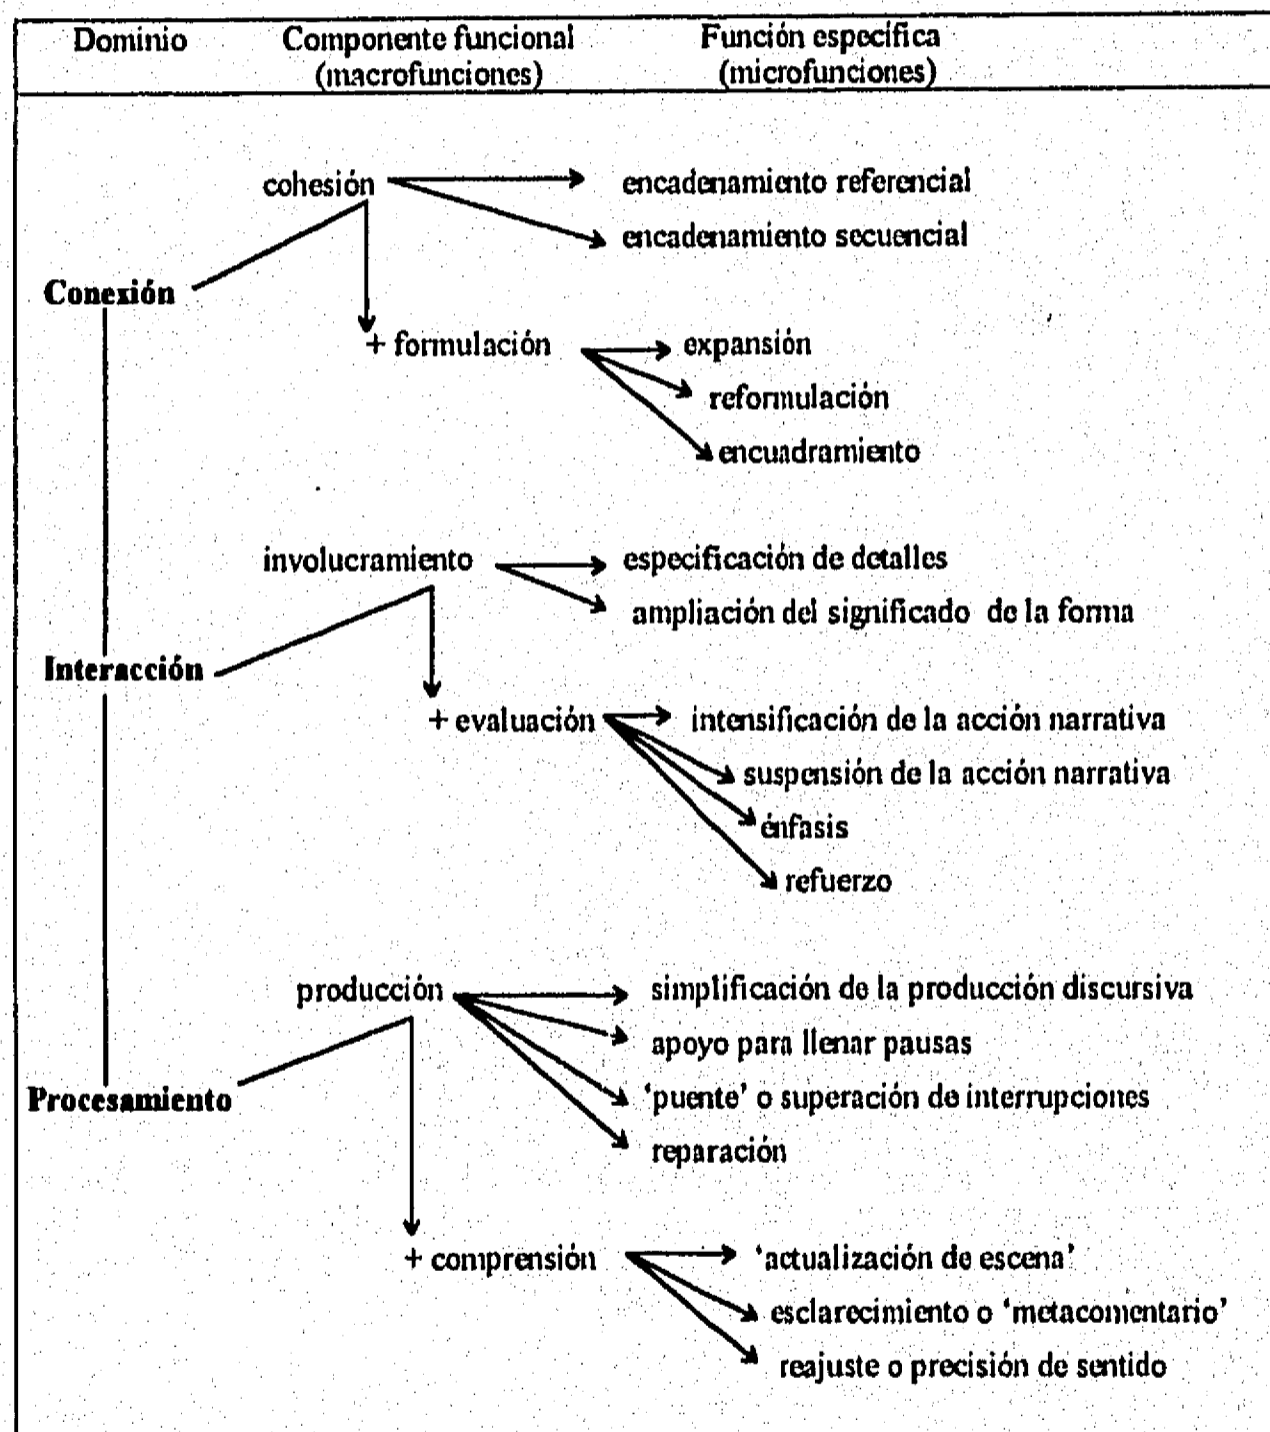 Dominio Componente funcional Función específica
(macrofunciones) (microfunciones)
cohesión encadenamiento referencial
encadenamiento secuencial
Conexión
+ formulación expansión
reformulación
encuadramiento
involucramiento especificación de detalles
ampliación del significado de la forma
Interacción
+ evaluación intensificación de la acción narrativa
suspensión de la acción narrativa
énfasis
refuerzo
producción simplificación de la producción discursiva
apoyo para llenar pausas
Procesamiento 'puente' o superación de interrupciones
reparación
+ comprensión 'actualización de escena'
esclarecimiento o 'metacomentario'
reajuste o precisión de sentido